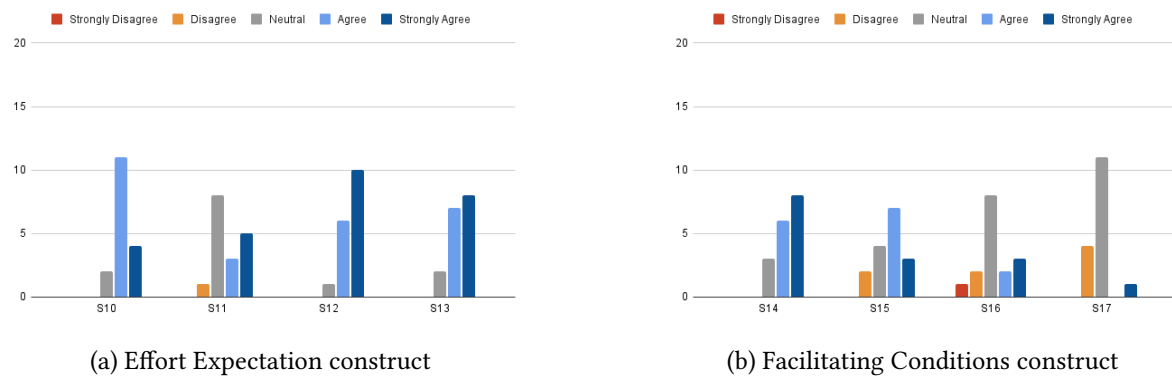 Strongly Disagree Disagree Neutral Agree Strongly Agree
20
15
10
5
0
S10 S11 S12 S13
(a) Effort Expectation construct
Strongly Disagree Disagree Neutral Agree Strongly Agree
20
15
10
5
0
S14 S15 S16 S17
(b) Facilitating Conditions construct